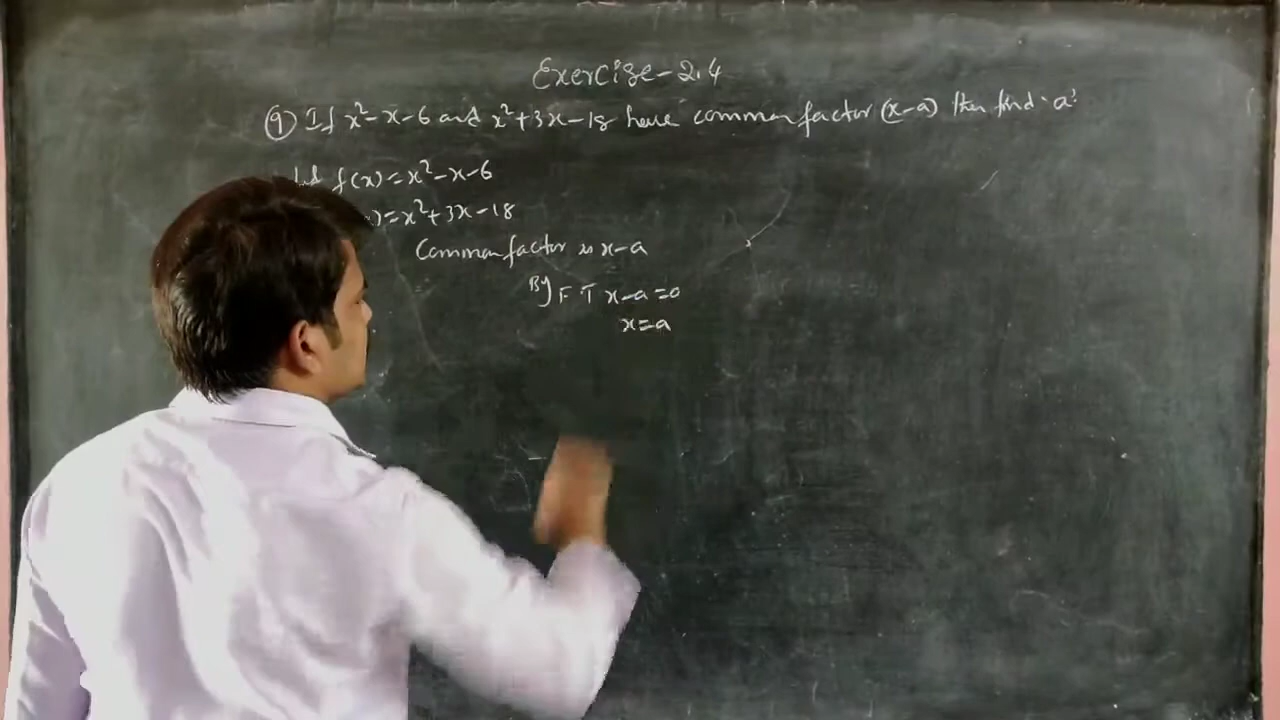 Exercise-2.4
(9) If x²-x-6 and x²+3x-18 have common factor (x-a) then find 'a'?
f(x)=x²-x-6
)=x²+3x-18
Common factor is x-a
By F T x-a=0
x=a